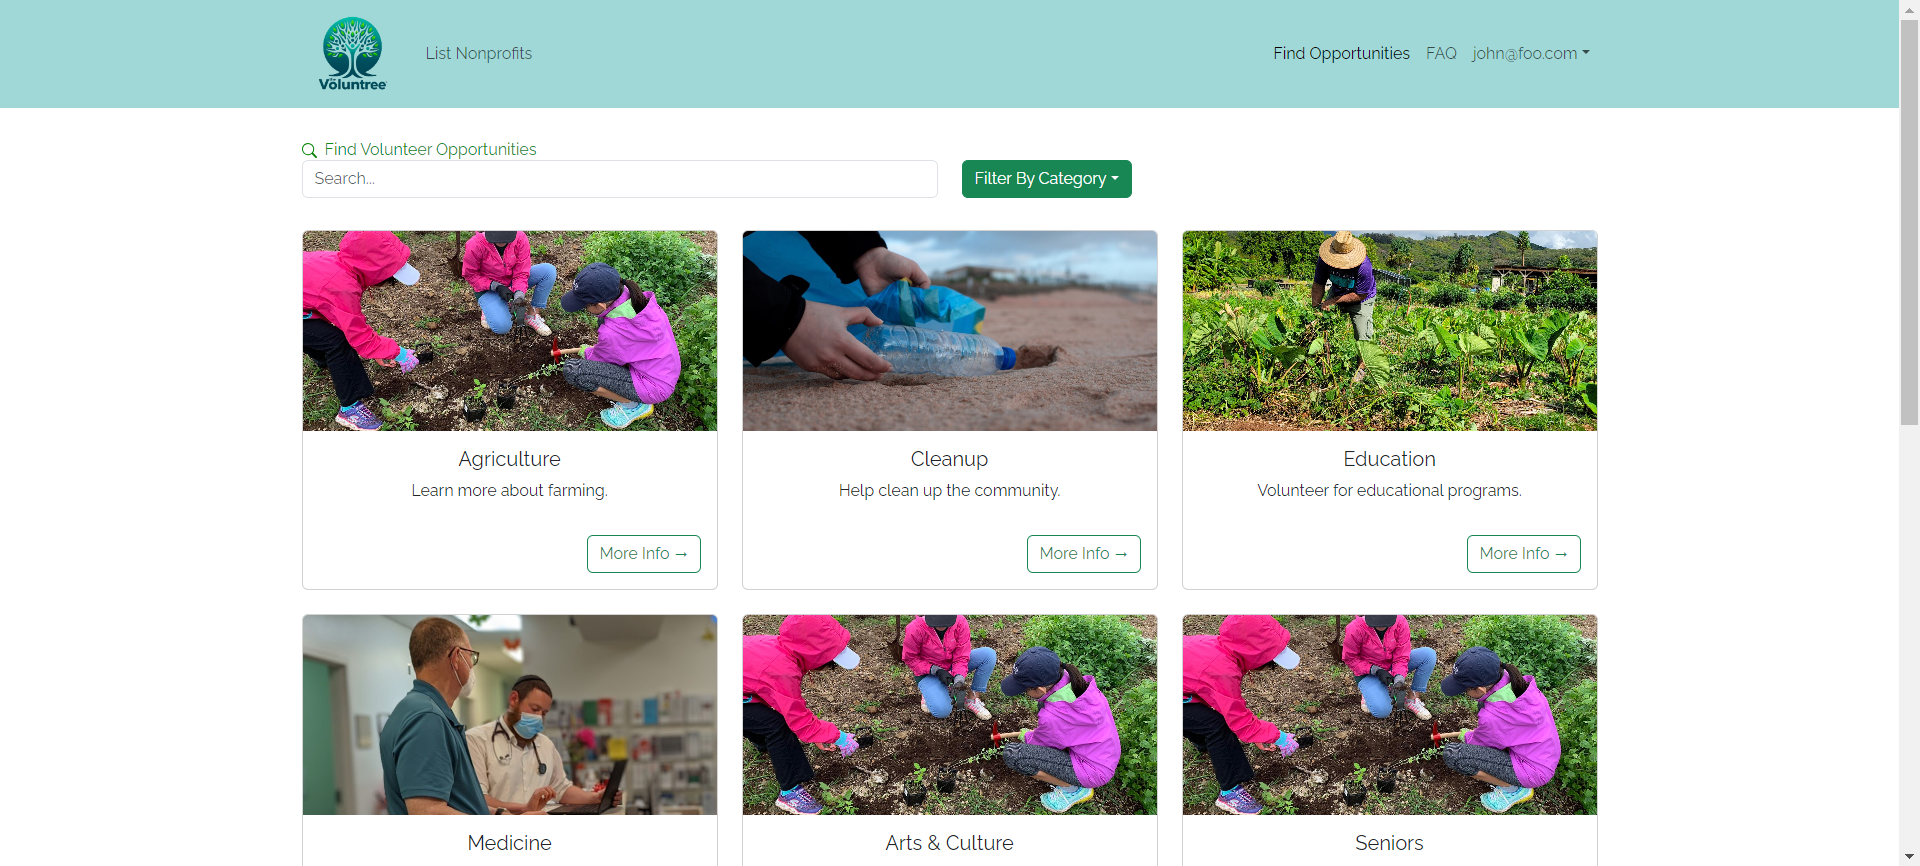 Voluntree
List Nonprofits
Find Opportunities
FAQ
john@foo.com
Find Volunteer Opportunities
Search...
Filter By Category
Agriculture
Learn more about farming.
More Info →
Cleanup
Help clean up the community.
More Info →
Education
Volunteer for educational programs.
More Info →
Medicine
Arts & Culture
Seniors